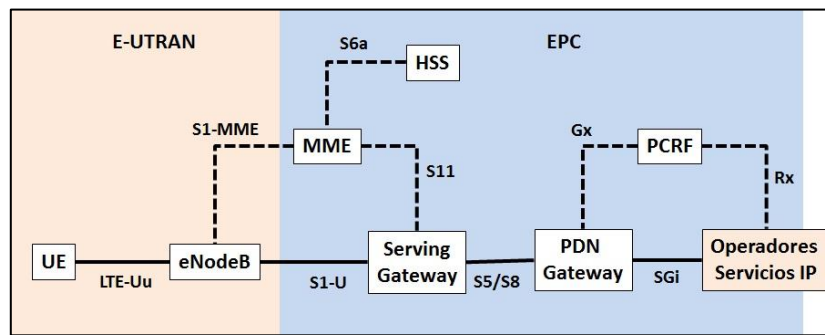 E-UTRAN
EPC
S6a
HSS
S1-MME
MME
Gx
PCRF
S11
Rx
UE
eNodeB
Serving
Gateway
PDN
Gateway
Operadores
Servicios IP
LTE-Uu
S1-U
S5/S8
SGi